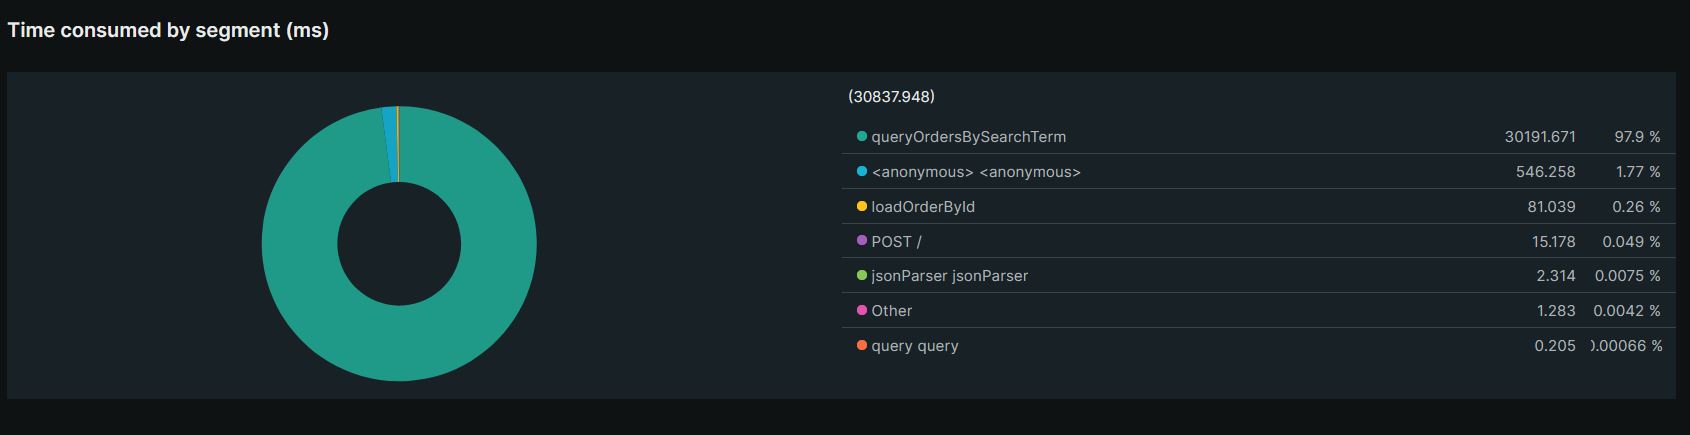 Time consumed by segment (ms)
(30837.948)
queryOrdersBySearchTerm 30191.671 97.9 %
<anonymous> <anonymous> 546.258 1.77 %
loadOrderById 81.039 0.26 %
POST / 15.178 0.049 %
jsonParser jsonParser 2.314 0.0075 %
Other 1.283 0.0042 %
query query 0.205 0.00066 %